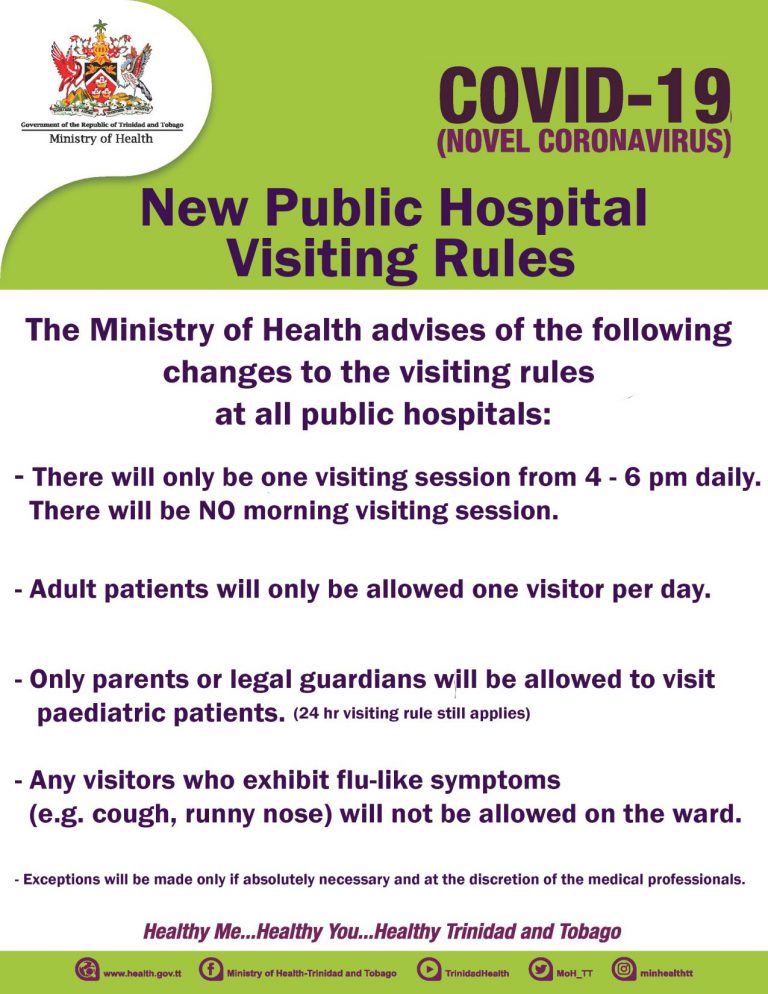 Government of the Republic of Trinidad and Tobago
Ministry of Health
COVID-19
(NOVEL CORONAVIRUS)
New Public Hospital
Visiting Rules
The Ministry of Health advises of the following
changes to the visiting rules
at all public hospitals:
- There will only be one visiting session from 4 - 6 pm daily.
There will be NO morning visiting session.
- Adult patients will only be allowed one visitor per day.
- Only parents or legal guardians will be allowed to visit
paediatric patients. (24 hr visiting rule still applies)
- Any visitors who exhibit flu-like symptoms
(e.g. cough, runny nose) will not be allowed on the ward.
- Exceptions will be made only if absolutely necessary and at the discretion of the medical professionals.
Healthy Me...Healthy You...Healthy Trinidad and Tobago
www.health.gov.tt Ministry of Health-Trinidad and Tobago TrinidadHealth MoH_TT minhealthtt